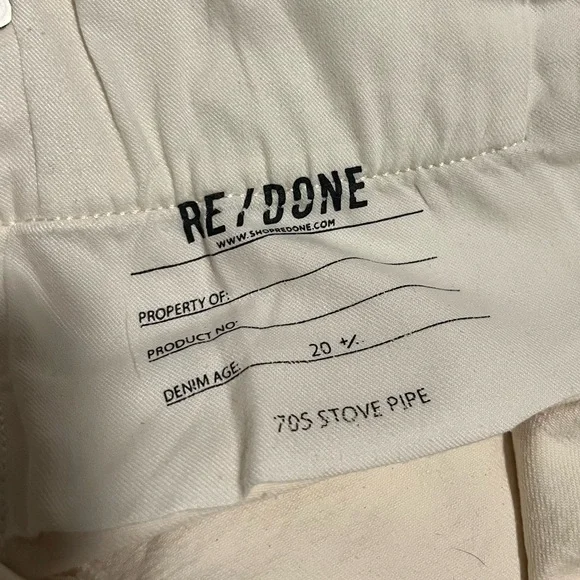 RE/DONE
WWW.SHOPREDONE.COM
PROPERTY OF:
PRODUCT NO:
DENIM AGE: 20 +/-
70S STOVE PIPE